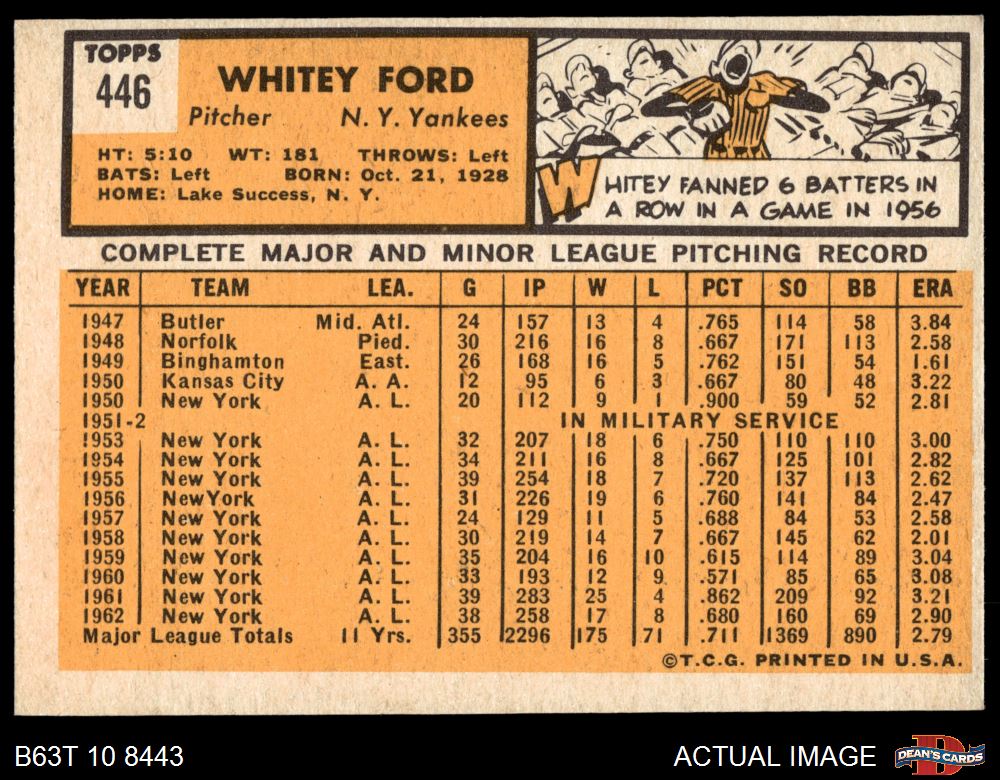 TOPPS
446
WHITEY FORD
Pitcher N. Y. Yankees
HT: 5:10 WT: 181 THROWS: Left
BATS: Left BORN: Oct. 21, 1928
HOME: Lake Success, N. Y.
WHITEY FANNED 6 BATTERS IN
A ROW IN A GAME IN 1956
COMPLETE MAJOR AND MINOR LEAGUE PITCHING RECORD
YEAR TEAM LEA. G IP W L PCT SO BB ERA
1947 Butler Mid. Atl. 24 157 13 4 .765 114 58 3.84
1948 Norfolk Pied. 30 216 16 8 .667 171 113 2.58
1949 Binghamton East. 26 168 16 5 .762 151 54 1.61
1950 Kansas City A. A. 12 95 6 3 .667 80 48 3.22
1950 New York A. L. 20 112 9 1 .900 59 52 2.81
1951-2 IN MILITARY SERVICE
1953 New York A. L. 32 207 18 6 .750 110 110 3.00
1954 New York A. L. 34 211 16 8 .667 125 101 2.82
1955 New York A. L. 39 254 18 7 .720 137 113 2.62
1956 NewYork A. L. 31 226 19 6 .760 141 84 2.47
1957 New York A. L. 24 129 11 5 .688 84 53 2.58
1958 New York A. L. 30 219 14 7 .667 145 62 2.01
1959 New York A. L. 35 204 16 10 .615 114 89 3.04
1960 New York A. L. 33 193 12 9 .571 85 65 3.08
1961 New York A. L. 39 283 25 4 .862 209 92 3.21
1962 New York A. L. 38 258 17 8 .680 160 69 2.90
Major League Totals 11 Yrs. 355 2296 175 71 .711 1369 890 2.79
©T.C.G. PRINTED IN U.S.A.
B63T 10 8443 ACTUAL IMAGE DEAN'S CARDS